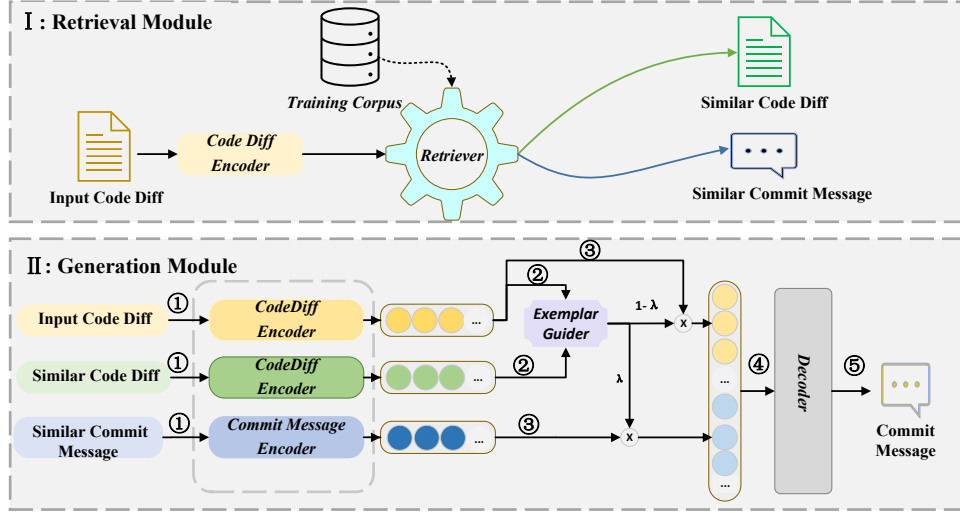 Ⅰ: Retrieval Module
Training Corpus
Similar Code Diff
Code Diff
Encoder
Retriever
Input Code Diff
Similar Commit Message
Ⅱ: Generation Module
③
②
①
Input Code Diff
CodeDiff
Encoder
...
Exemplar
Guider
1- λ
x
①
Similar Code Diff
CodeDiff
Encoder
...
②
λ
...
④
Decoder
⑤
①
Similar Commit
Message
Commit Message
Encoder
...
③
x
...
Commit
Message